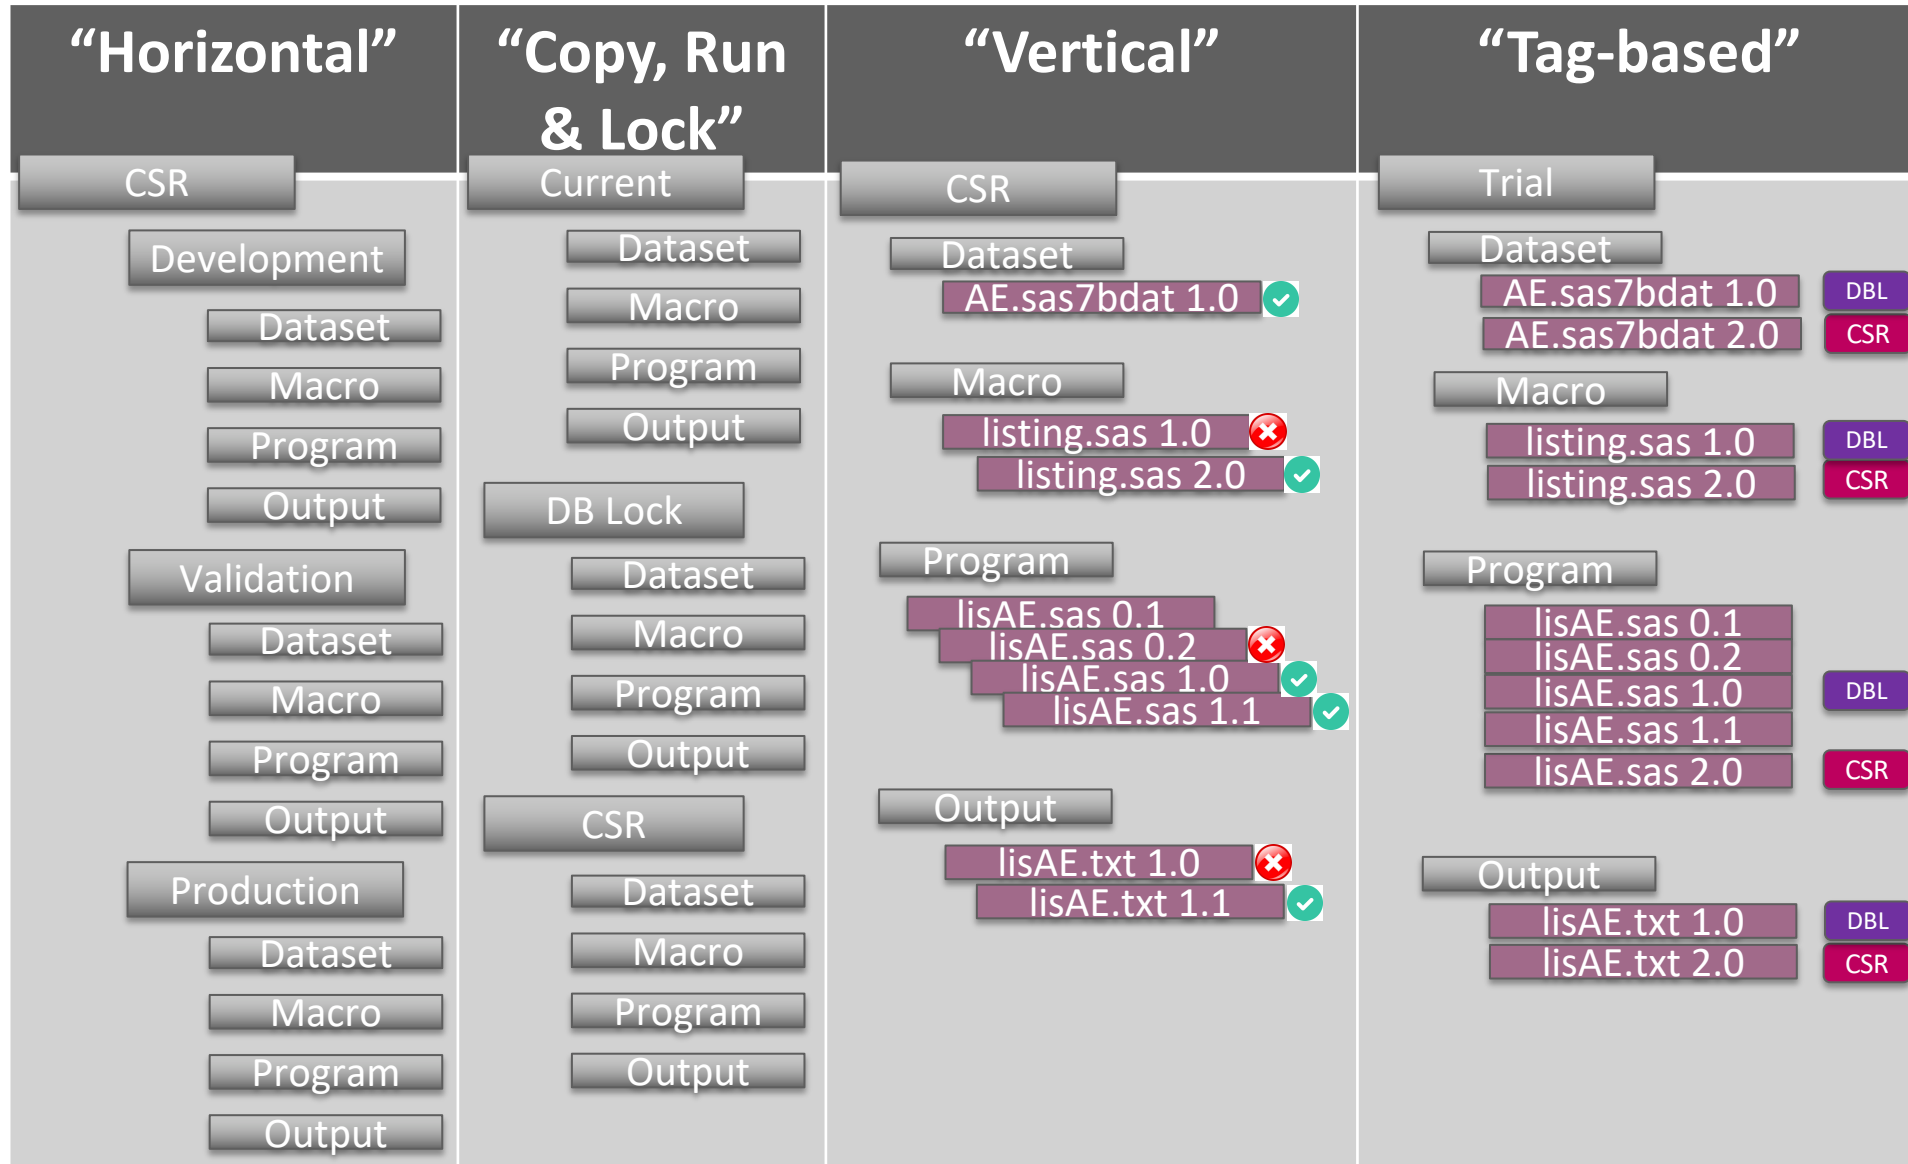 “Horizontal”
CSR
Development
Dataset
Macro
Program
Output
Validation
Dataset
Macro
Program
Output
Production
Dataset
Macro
Program
Output
“Copy, Run
& Lock”
Current
Dataset
Macro
Program
Output
DB Lock
Dataset
Macro
Program
Output
CSR
Dataset
Macro
Program
Output
“Vertical”
CSR
Dataset
AE.sas7bdat 1.0
Macro
listing.sas 1.0
listing.sas 2.0
Program
lisAE.sas 0.1
lisAE.sas 0.2
lisAE.sas 1.0
lisAE.sas 1.1
Output
lisAE.txt 1.0
lisAE.txt 1.1
“Tag-based”
Trial
Dataset
AE.sas7bdat 1.0 DBL
AE.sas7bdat 2.0 CSR
Macro
listing.sas 1.0 DBL
listing.sas 2.0 CSR
Program
lisAE.sas 0.1
lisAE.sas 0.2
lisAE.sas 1.0 DBL
lisAE.sas 1.1
lisAE.sas 2.0 CSR
Output
lisAE.txt 1.0 DBL
lisAE.txt 2.0 CSR